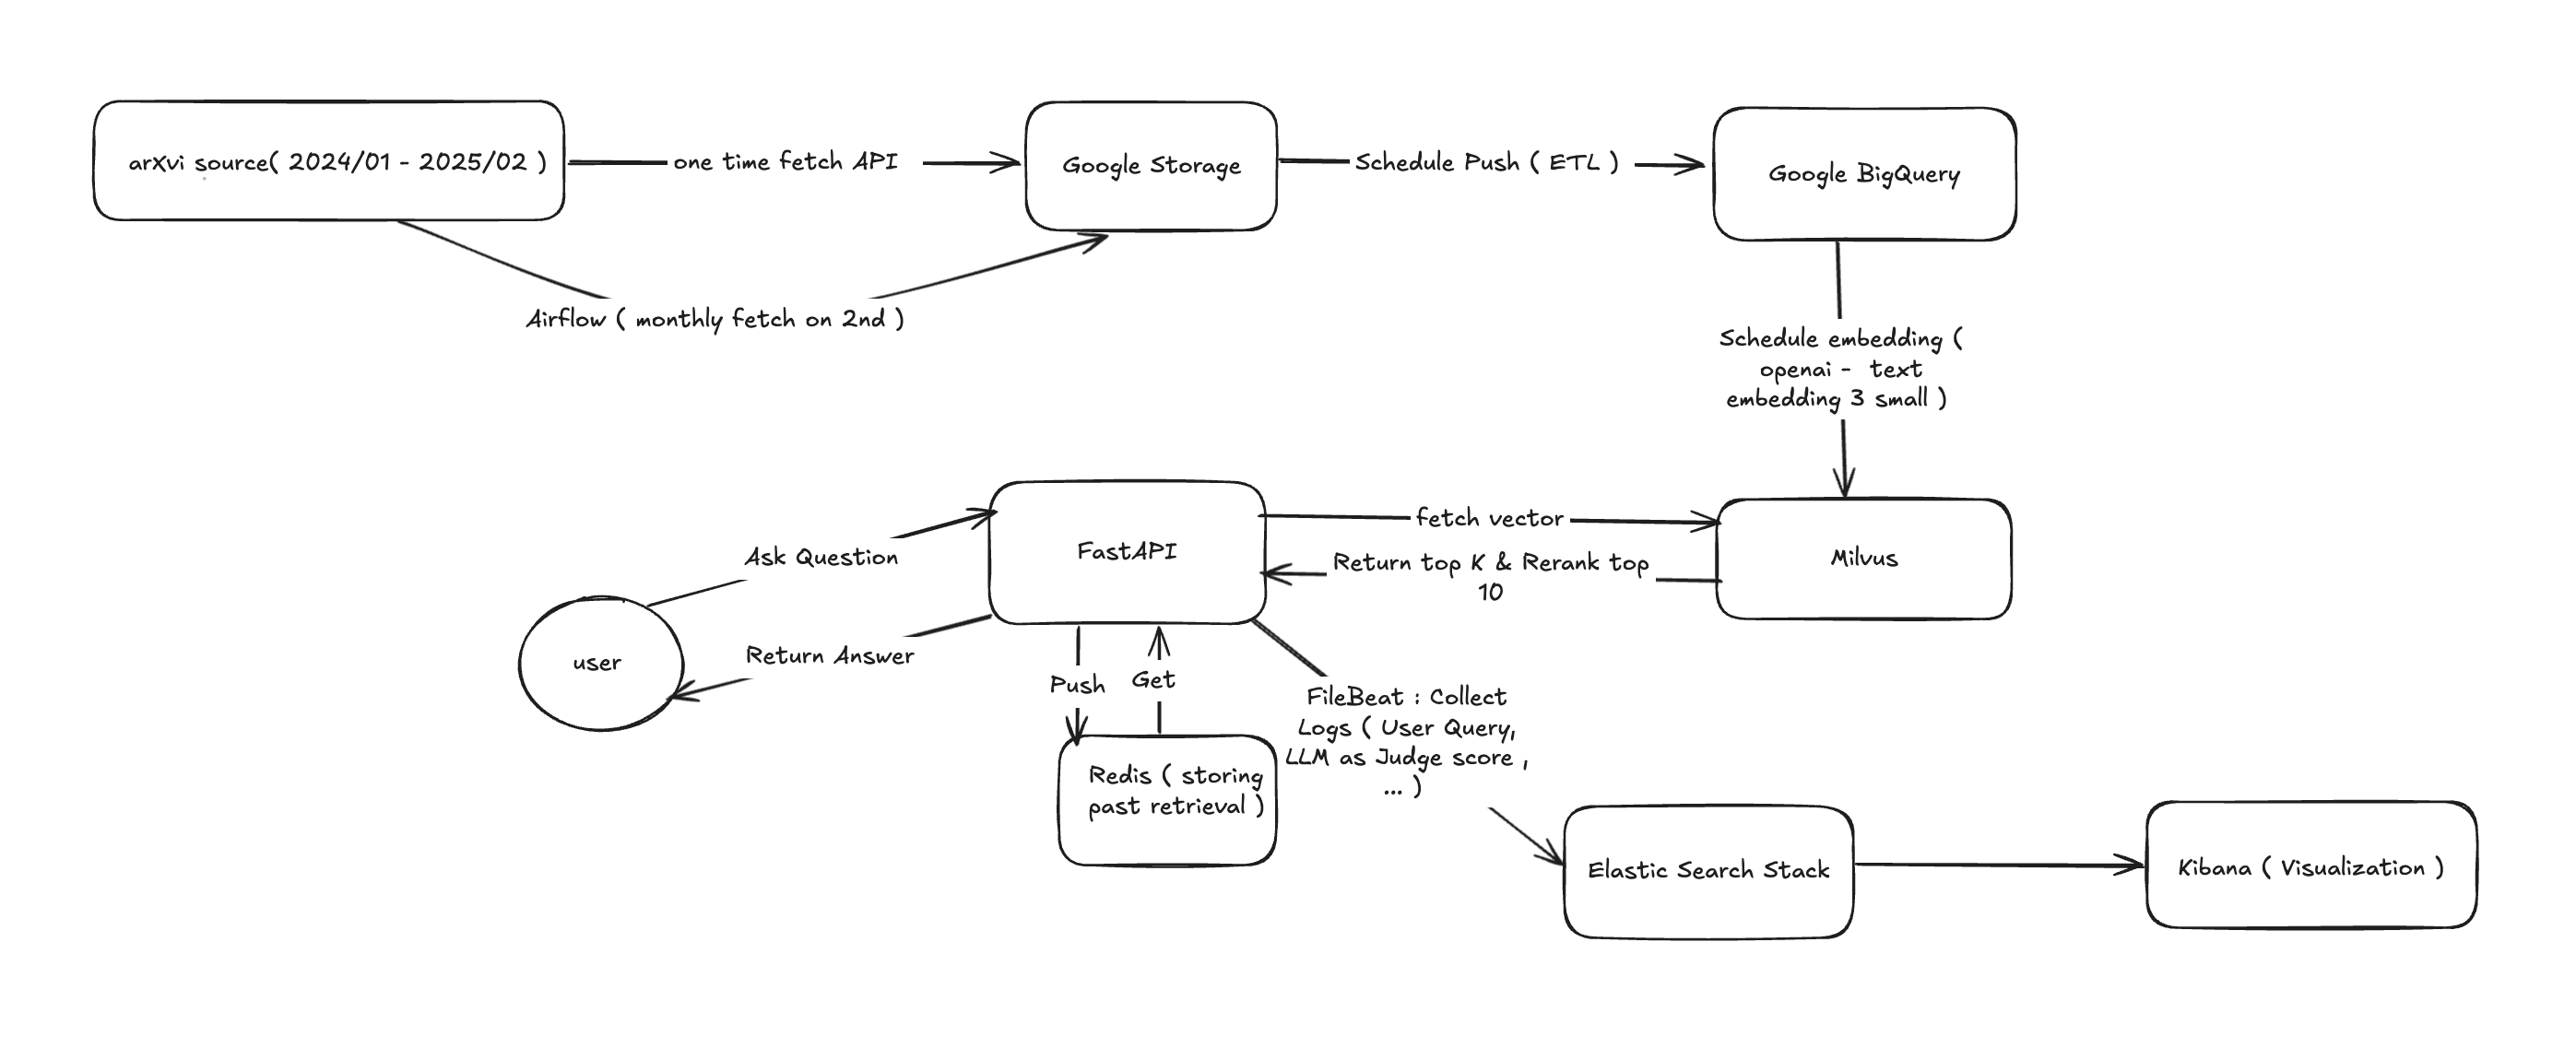 arXvi source( 2024/01 - 2025/02 )
one time fetch API
Google Storage
Schedule Push ( ETL )
Google BigQuery
Airflow ( monthly fetch on 2nd )
Schedule embedding (
openai - text
embedding 3 small )
Ask Question
FastAPI
fetch vector
Return top K & Rerank top
10
Milvus
user
Return Answer
Push
Get
Redis ( storing
past retrieval )
FileBeat : Collect
Logs ( User Query,
LLM as Judge score ,
... )
Elastic Search Stack
Kibana ( Visualization )